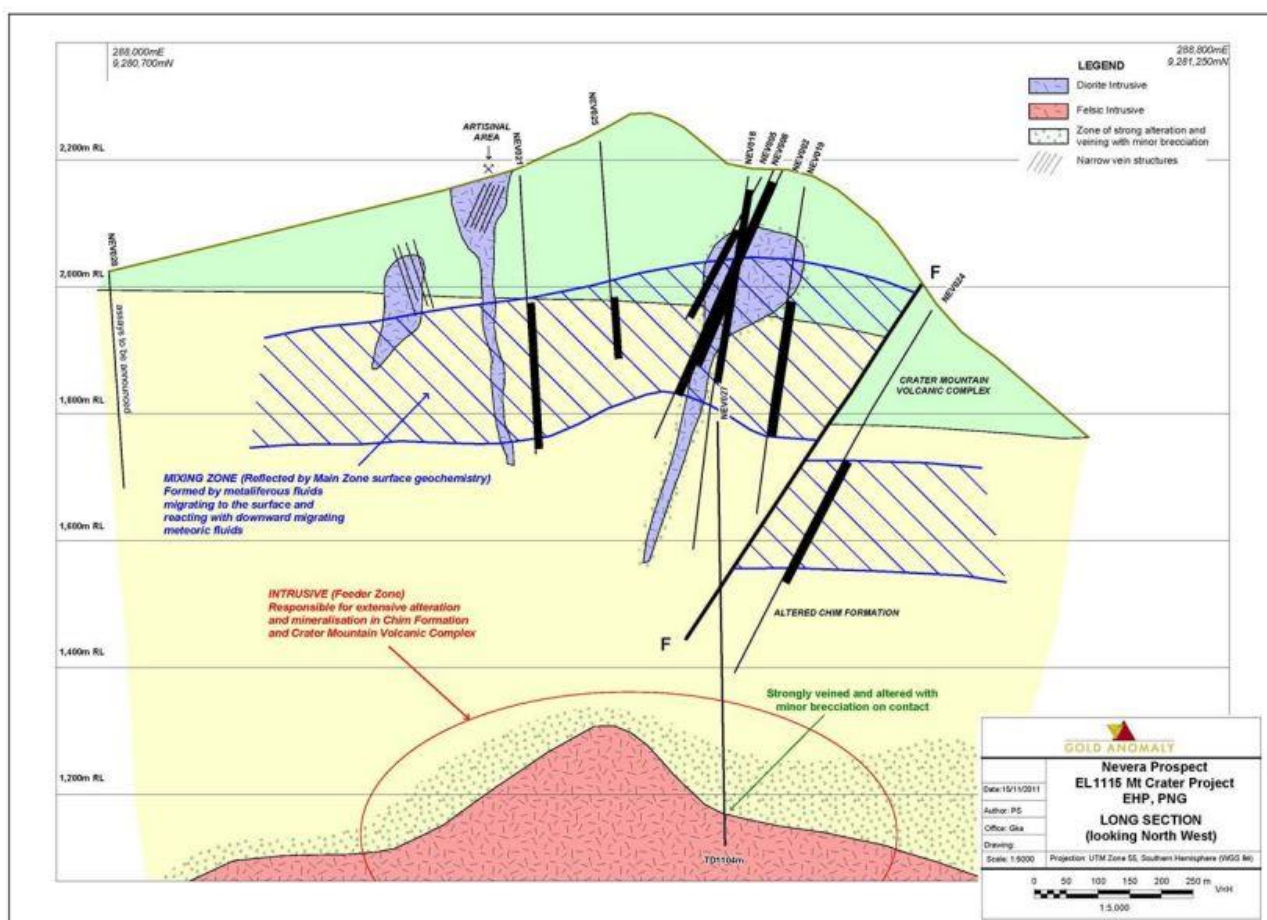 288,000mE
9,280,700mN
288,800mE
9,281,250mN
LEGEND
Diorite Intrusive
Felsic Intrusive
Zone of strong alteration and
veining with minor brecciation
Narrow vein structures
ARTISINAL
AREA
NEV021
NEV025
NEV018
NEV005
NEV008
NEV002
NEV019
2,200m RL
NEV028
2,000m RL
F
NEV024
assays to be announced
CRATER MOUNTAIN
VOLCANIC COMPLEX
1,800m RL
NEV027
MIXING ZONE (Reflected by Main Zone surface geochemistry)
Formed by metaliferous fluids
migrating to the surface and
reacting with downward migrating
meteoric fluids
1,600m RL
INTRUSIVE (Feeder Zone)
Responsible for extensive alteration
and mineralisation in Chim Formation
and Crater Mountain Volcanic Complex
ALTERED CHIM FORMATION
F
1,400m RL
Strongly veined and altered with
minor brecciation on contact
1,200m RL
TD1104m
GOLD ANOMALY
Nevera Prospect
EL1115 Mt Crater Project
EHP, PNG
LONG SECTION
(looking North West)
Date:15/11/2011
Author: PS
Office: Gka
Drawing:
Scale: 1:5000
Projection: UTM Zone 55, Southern Hemisphere (WGS 84)
0 50 100 150 200 250 m
V=H
1:5,000